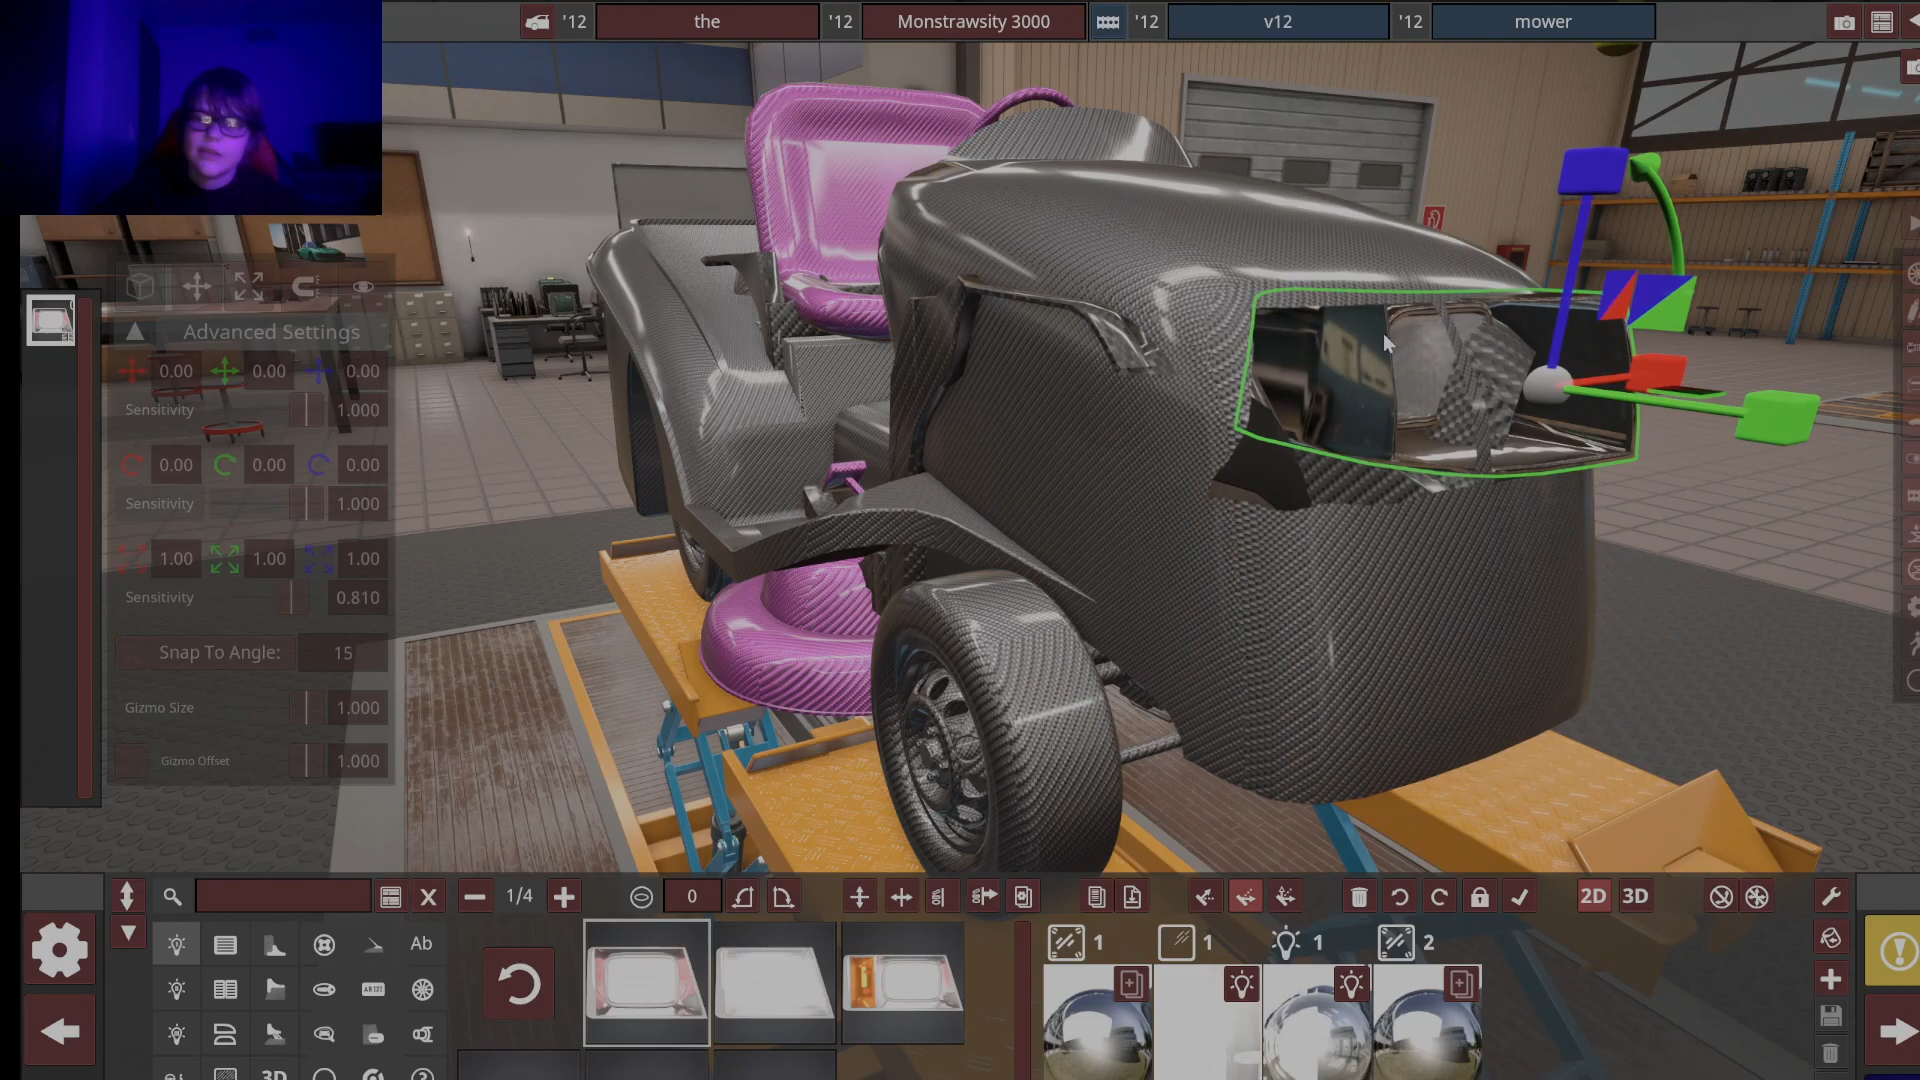 '12 the '12 Monstrawsity 3000 '12 v12 '12 mower
Advanced Settings
0.00 0.00 0.00
Sensitivity 1.000
0.00 0.00 0.00
Sensitivity 1.000
1.00 1.00 1.00
Sensitivity 0.810
Snap To Angle: 15
Gizmo Size 1.000
Gizmo Offset 1.000
X 1/4 0 2D 3D
Ab 1 1 1 2
3D